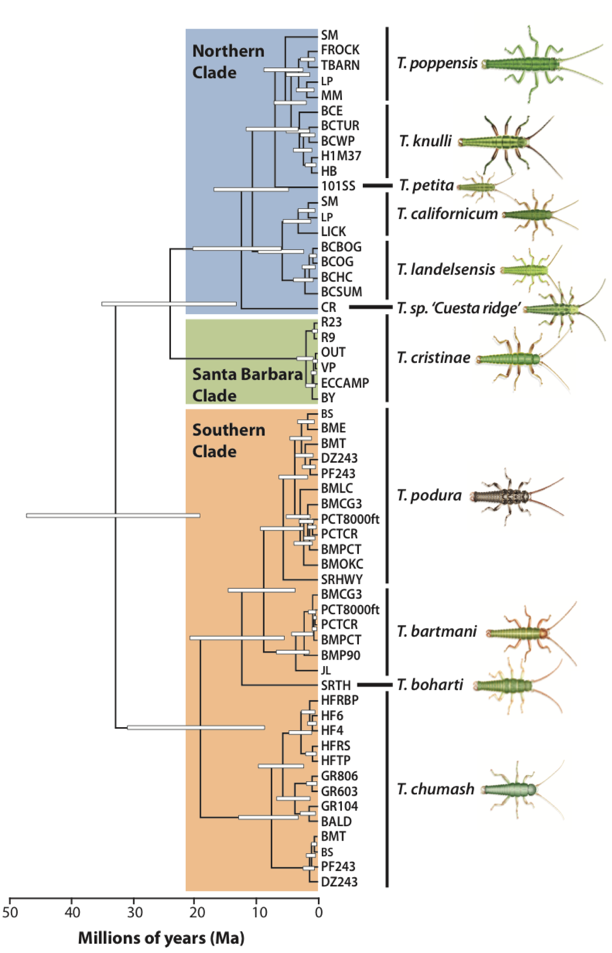 Northern
Clade
SM
FROCK
TBARN
LP
MM
T. poppensis
BCE
BCTUR
BCWP
H1M37
HB
T. knulli
101SS
T. petita
SM
LP
LICK
T. californicum
BCBOG
BCOG
BCHC
BCSUM
T. landelsensis
CR
T. sp. ‘Cuesta ridge’
R23
R9
OUT
VP
ECCAMP
BY
T. cristinae
Santa Barbara
Clade
Southern
Clade
BS
BME
BMT
DZ243
PF243
BMLC
BMCG3
PCT8000ft
PCTCR
BMPCT
BMOKC
SRHWY
T. podura
BMCG3
PCT8000ft
PCTCR
BMPCT
BMP90
JL
T. bartmani
SRTH
T. boharti
HFRBP
HF6
HF4
HFRS
HFTP
GR806
GR603
GR104
BALD
BMT
BS
PF243
DZ243
T. chumash
50 40 30 20 10 0
Millions of years (Ma)